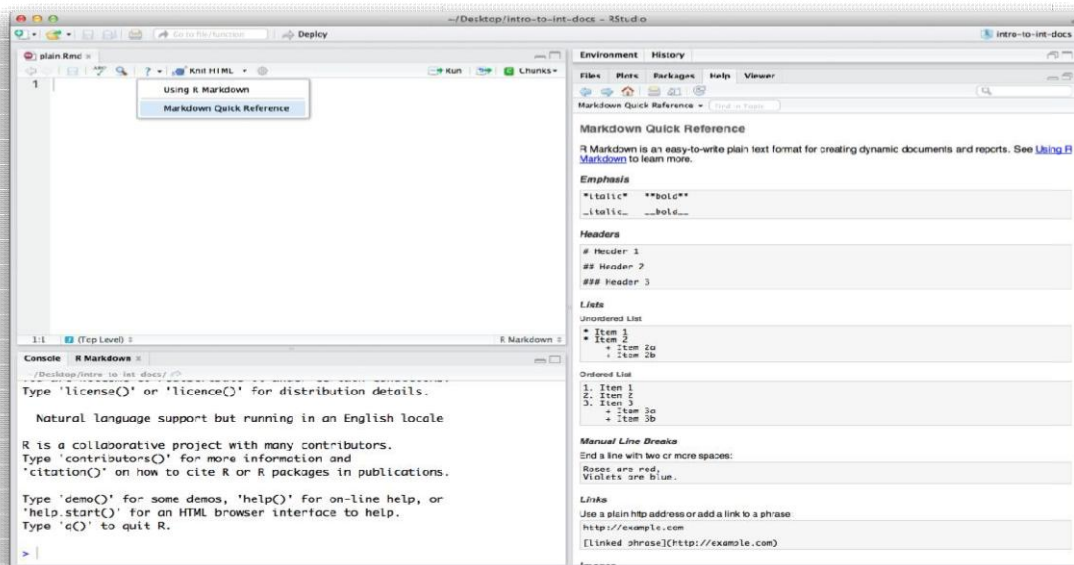 ~/Desktop/intro-to-int-docs - RStudio
Go to file/function
Deploy
intro-to-int-docs
plain.Rmd
ABC
?
Knit HTML
Run
Chunks
1
Using R Markdown
Markdown Quick Reference
1:1 (Top Level)
R Markdown
Console R Markdown
~/Desktop/intro-to-int-docs/
Type 'license()' or 'licence()' for distribution details.
Natural language support but running in an English locale
R is a collaborative project with many contributors.
Type 'contributors()' for more information and
'citation()' on how to cite R or R packages in publications.
Type 'demo()' for some demos, 'help()' for on-line help, or
'help.start()' for an HTML browser interface to help.
Type 'q()' to quit R.
>
Environment History
Files Plots Packages Help Viewer
Markdown Quick Reference Find in Topic
Markdown Quick Reference
R Markdown is an easy-to-write plain text format for creating dynamic documents and reports. See Using R
Markdown to learn more.
Emphasis
*italic* **bold**
_italic_ __bold__
Headers
# Header 1
## Header 2
### Header 3
Lists
Unordered List
* Item 1
* Item 2
+ Item 2a
+ Item 2b
Ordered List
1. Item 1
2. Item 2
3. Item 3
+ Item 3a
+ Item 3b
Manual Line Breaks
End a line with two or more spaces:
Roses are red,
Violets are blue.
Links
Use a plain http address or add a link to a phrase
http://example.com
[linked phrase](http://example.com)